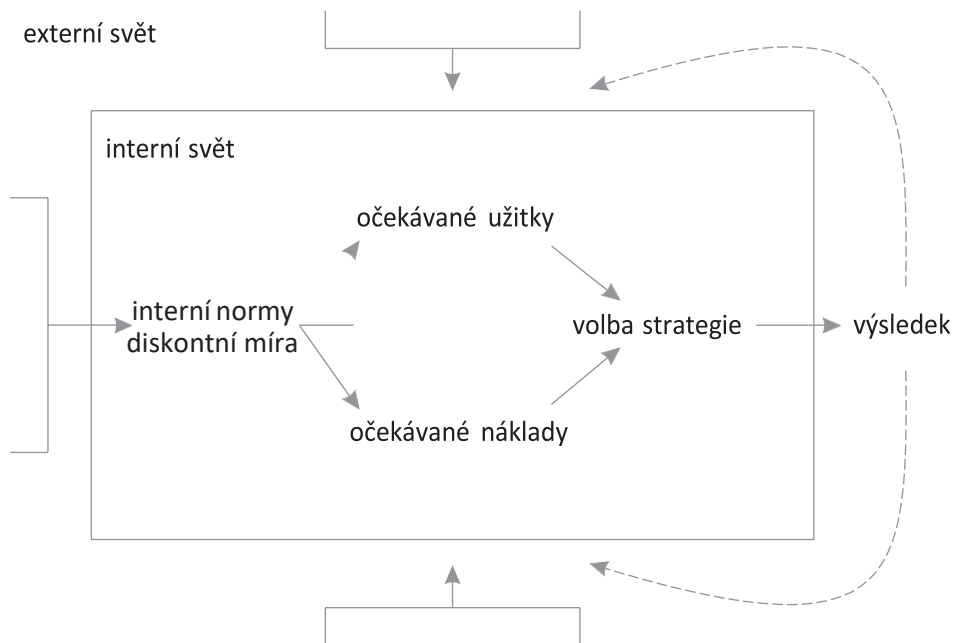 externí svět
interní svět
očekávané užitky
interní normy
diskontní míra
volba strategie
výsledek
očekávané náklady